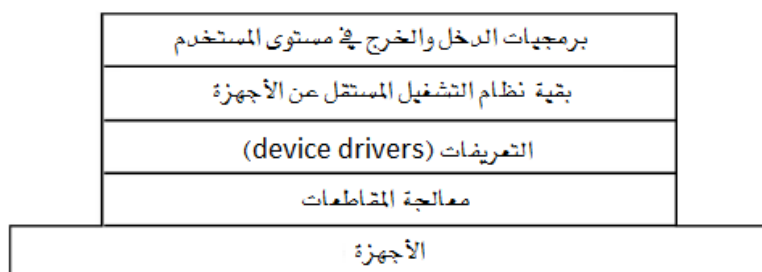 برمجيات الدخل والخرج في مستوى المستخدم
بقية نظام التشغيل المستقل عن الأجهزة
التعريفات (device drivers)
معالجة المقاطعات
الأجهزة